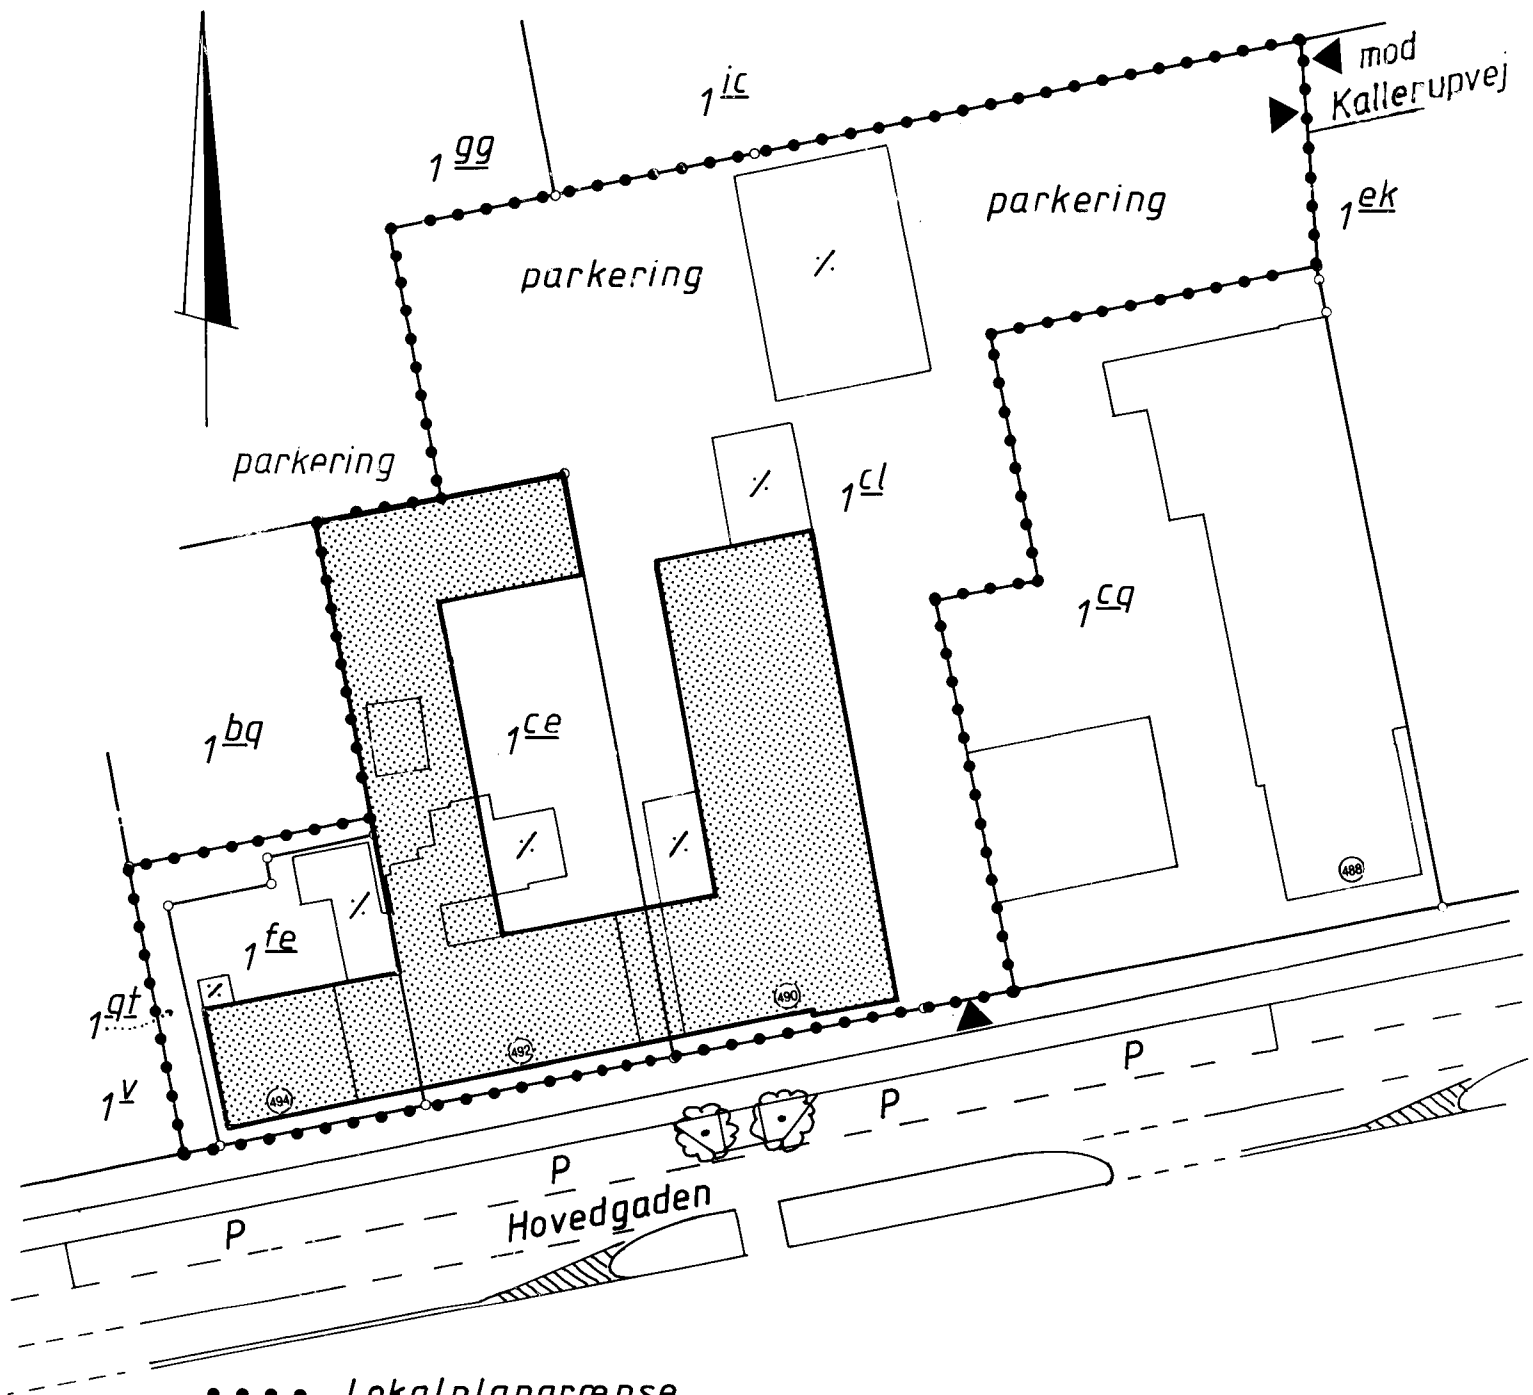 mod
Kallerupvej
1 ic
1 gg
parkering
1 ek
parkering
./.
parkering
./.
1 cl
1 cq
1 bq
1 ce
./.
./.
488
./.
1 fe
./.
1 qt
490
492
494
1 v
P
P
P
P
Hovedgaden
Lokalplangrænse